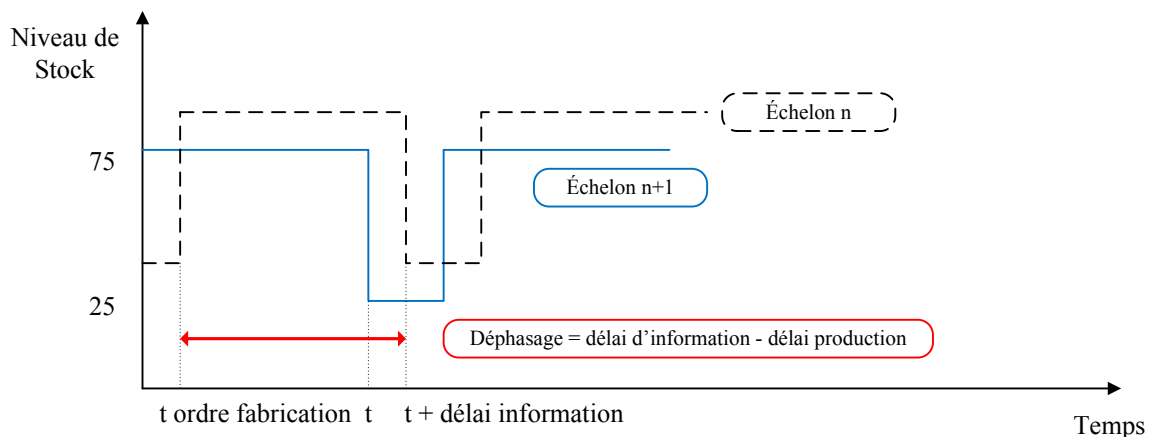 Niveau de
Stock
Échelon n
75
Échelon n+1
25
Déphasage = délai d’information - délai production
t ordre fabrication t t + délai information
Temps